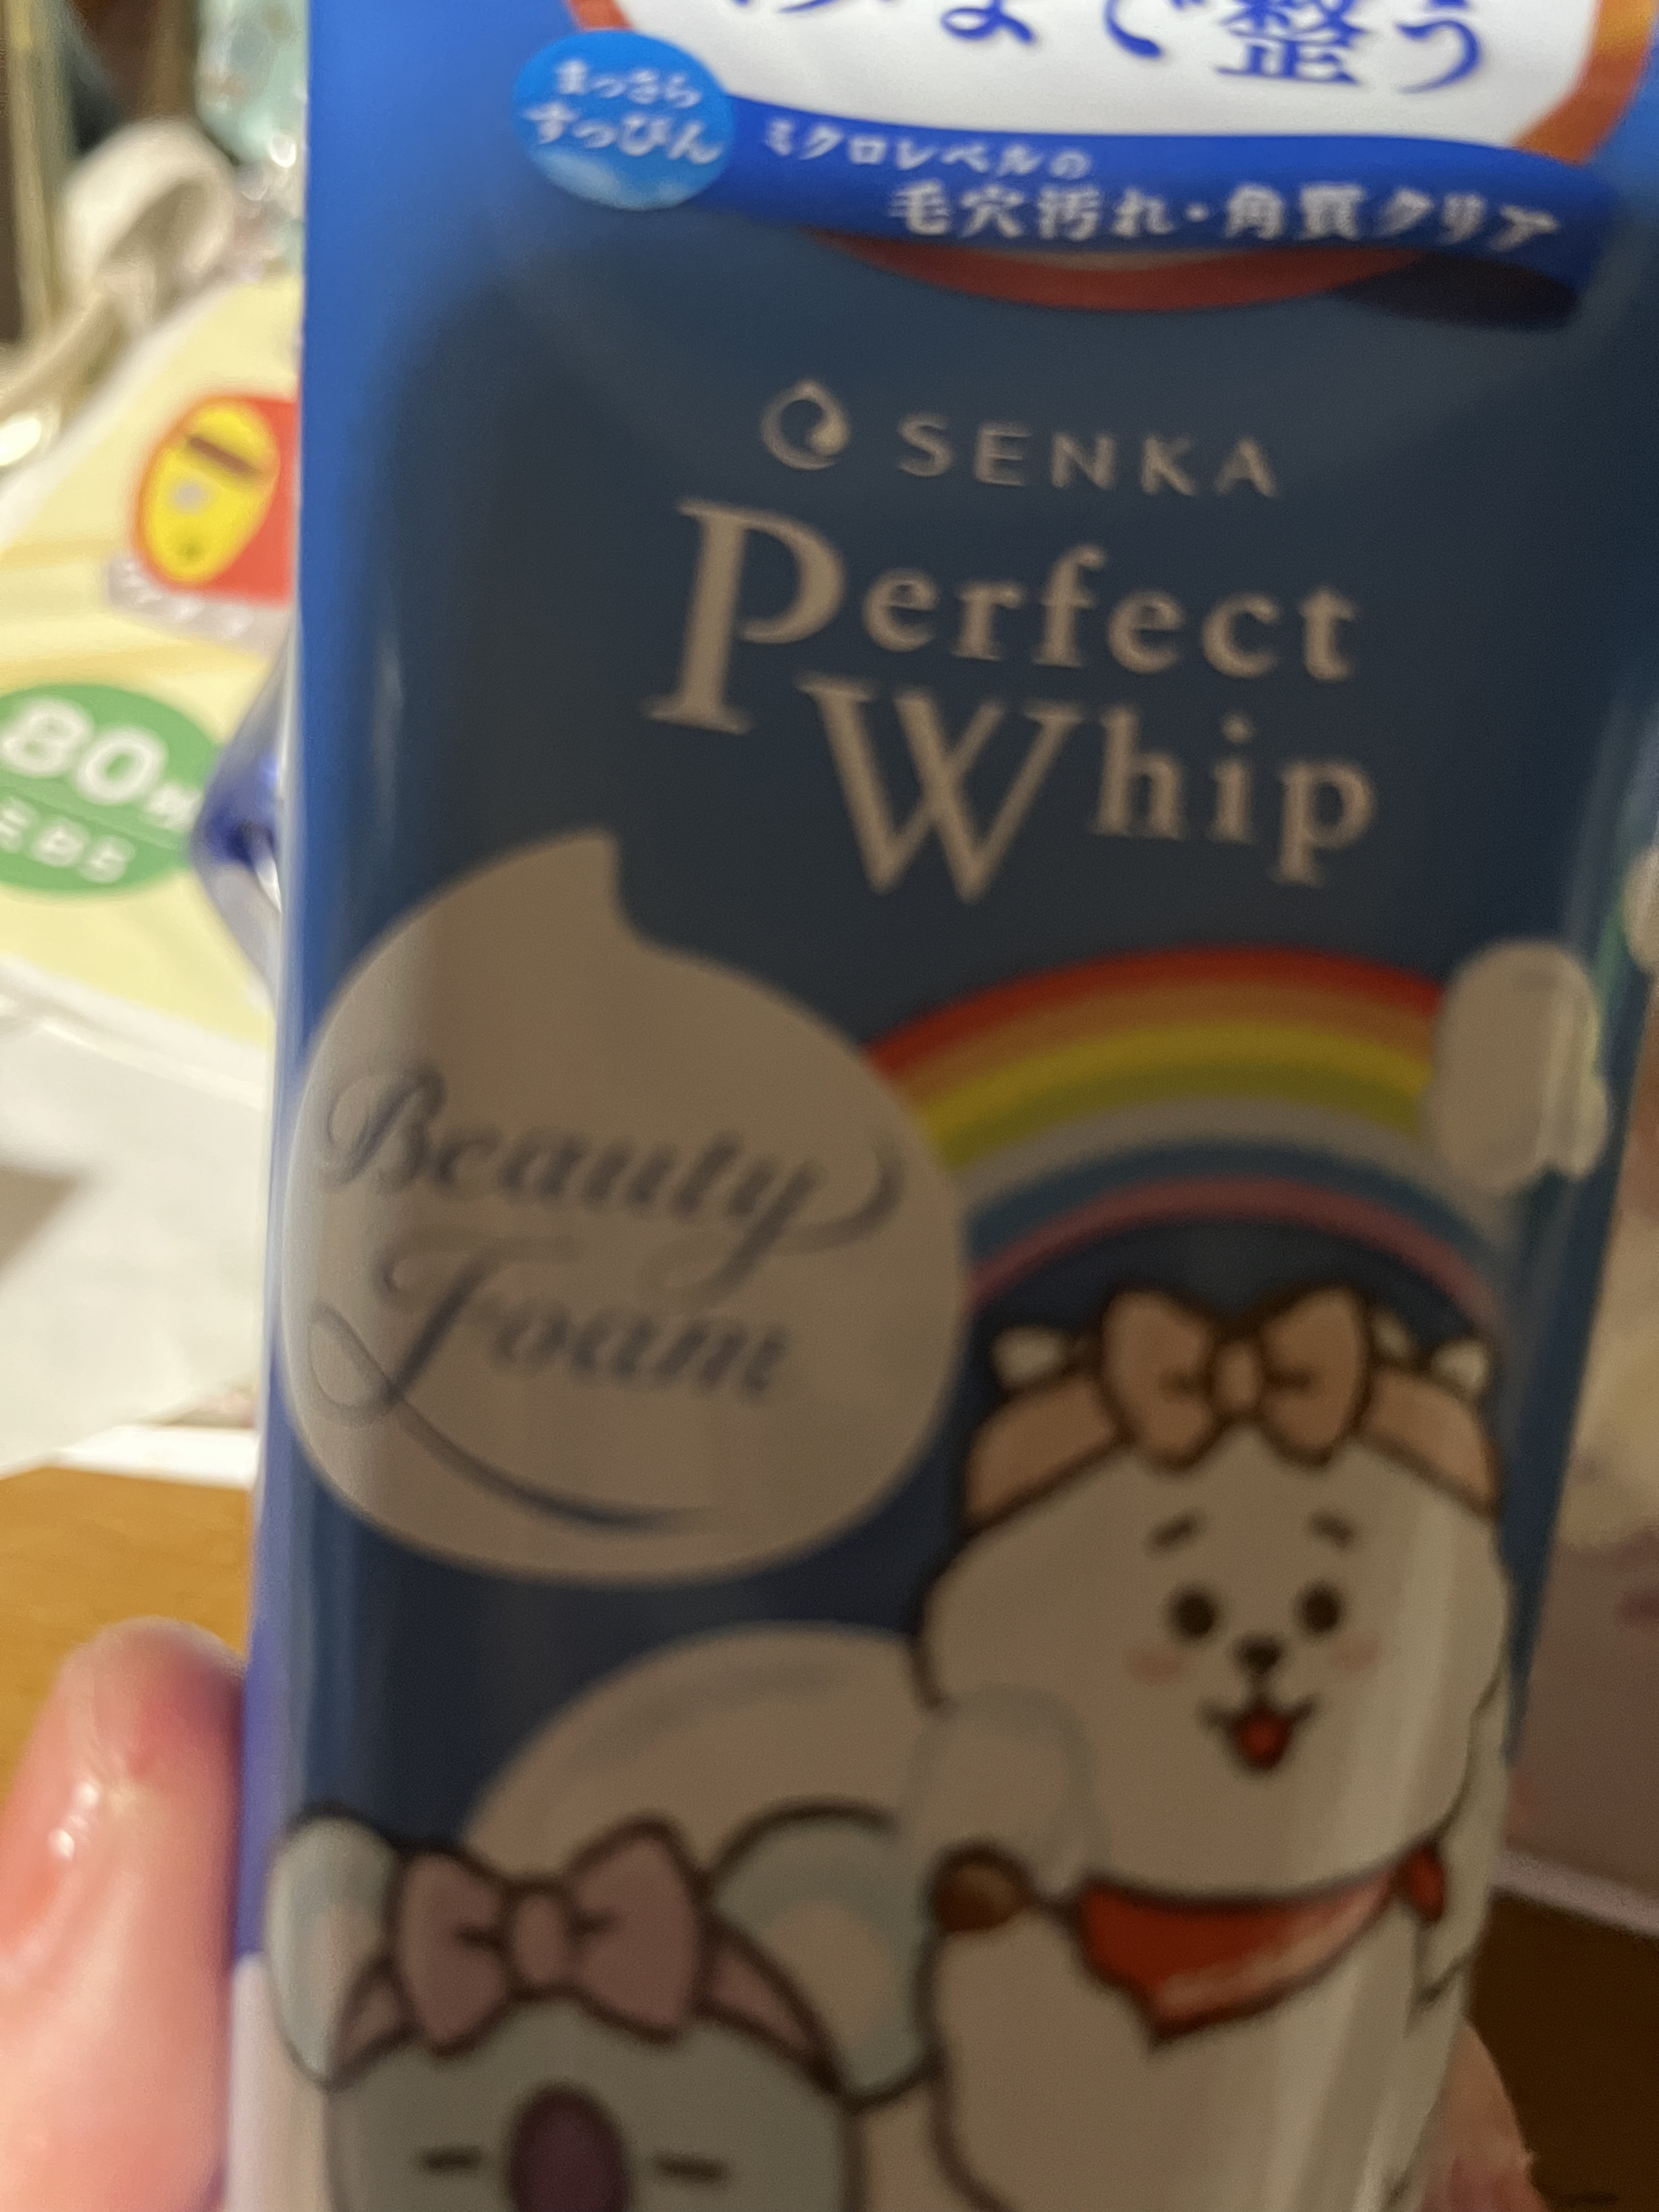 まで整う
まっさら
すっぴん
ミクロレベルの
毛穴汚れ・角質クリア
SENKA
Perfect
Whip
Beauty
Foam
80